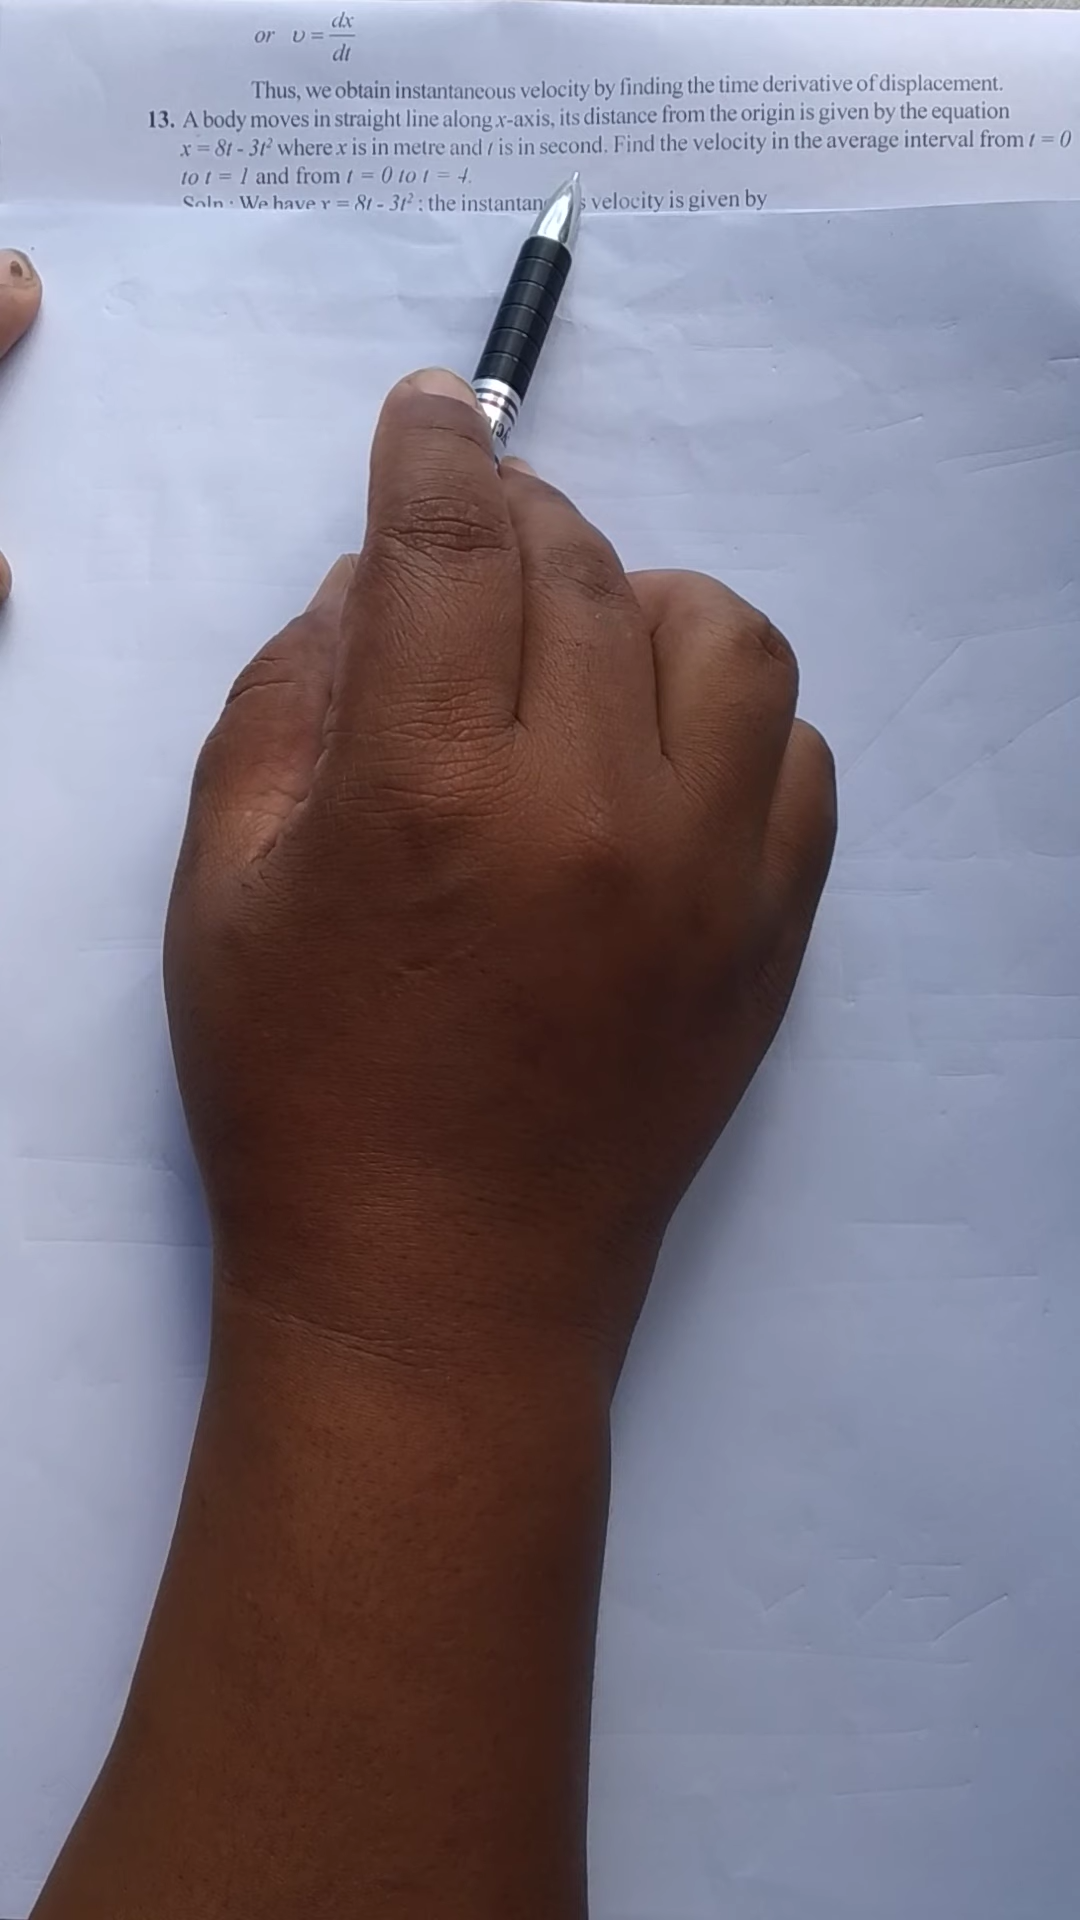 or υ = dx/dt
Thus, we obtain instantaneous velocity by finding the time derivative of displacement.
13. A body moves in straight line along x-axis, its distance from the origin is given by the equation
x = 8t - 3t² where x is in metre and t is in second. Find the velocity in the average interval from t = 0
to t = 1 and from t = 0 to t = 4.
Soln : We have x = 8t - 3t² : the velocity is given by